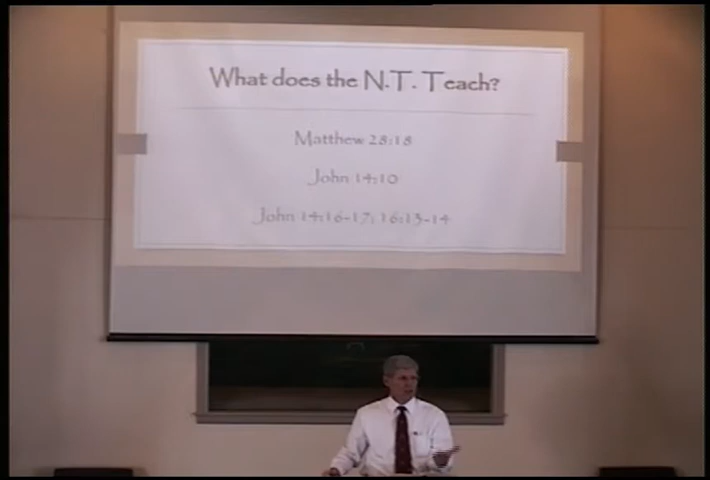 What does the N.T. Teach?
Matthew 28:18
John 14:10
John 14:16-17; 16:13-14